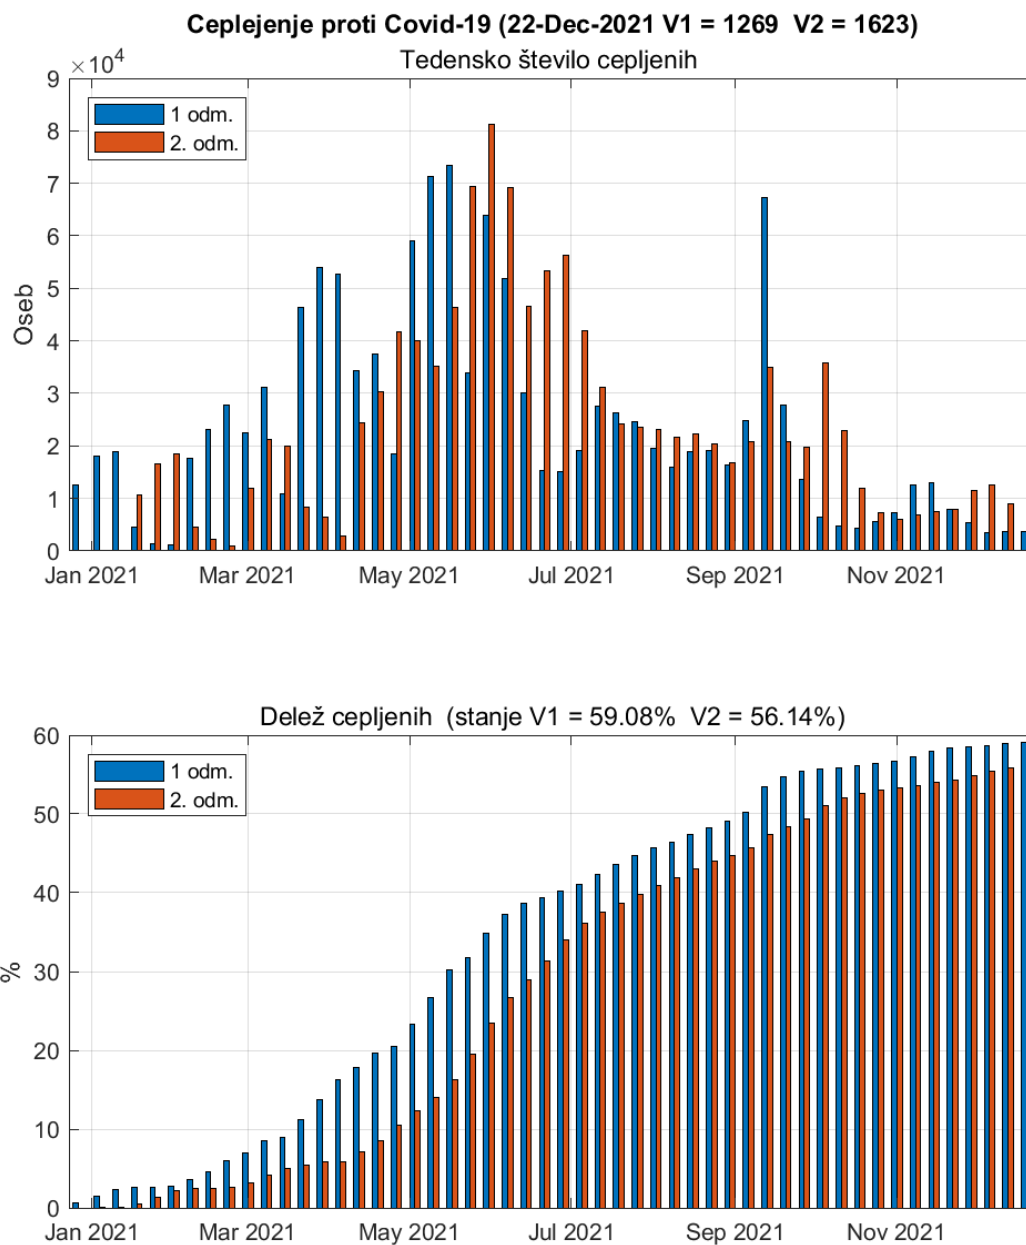 Ceplejenje proti Covid-19 (22-Dec-2021 V1 = 1269 V2 = 1623)
×10⁴
Tedensko število cepljenih
1 odm.
2. odm.
Oseb
9
8
7
6
5
4
3
2
1
0
Jan 2021 Mar 2021 May 2021 Jul 2021 Sep 2021 Nov 2021
Delež cepljenih (stanje V1 = 59.08% V2 = 56.14%)
1 odm.
2. odm.
%
60
50
40
30
20
10
0
Jan 2021 Mar 2021 May 2021 Jul 2021 Sep 2021 Nov 2021